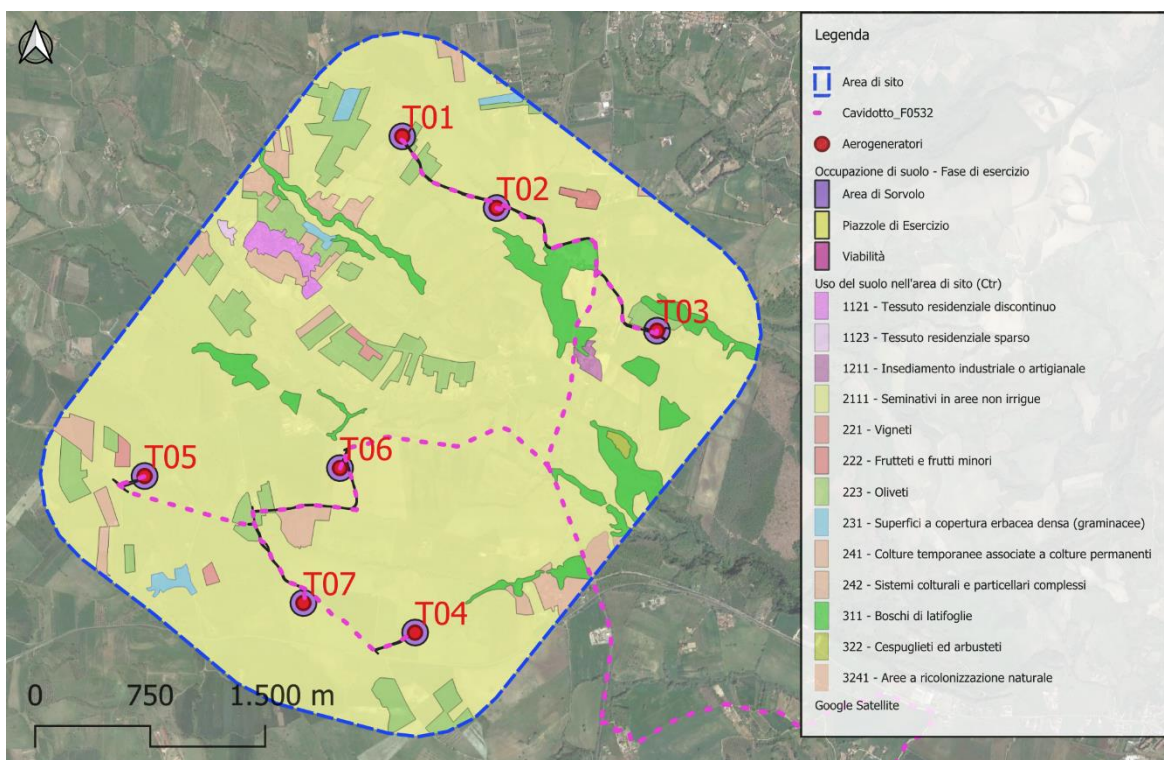 T01
T02
T03
T05
T06
T07
T04
0 750 1.500 m
Legenda
Area di sito
Cavidotto_F0532
Aerogeneratori
Occupazione di suolo - Fase di esercizio
Area di Sorvolo
Piazzole di Esercizio
Viabilità
Uso del suolo nell'area di sito (Ctr)
1121 - Tessuto residenziale discontinuo
1123 - Tessuto residenziale sparso
1211 - Insediamento industriale o artigianale
2111 - Seminativi in aree non irrigue
221 - Vigneti
222 - Frutteti e frutti minori
223 - Oliveti
231 - Superfici a copertura erbacea densa (graminacee)
241 - Colture temporanee associate a colture permanenti
242 - Sistemi colturali e particellari complessi
311 - Boschi di latifoglie
322 - Cespuglieti ed arbusteti
3241 - Aree a ricolonizzazione naturale
Google Satellite